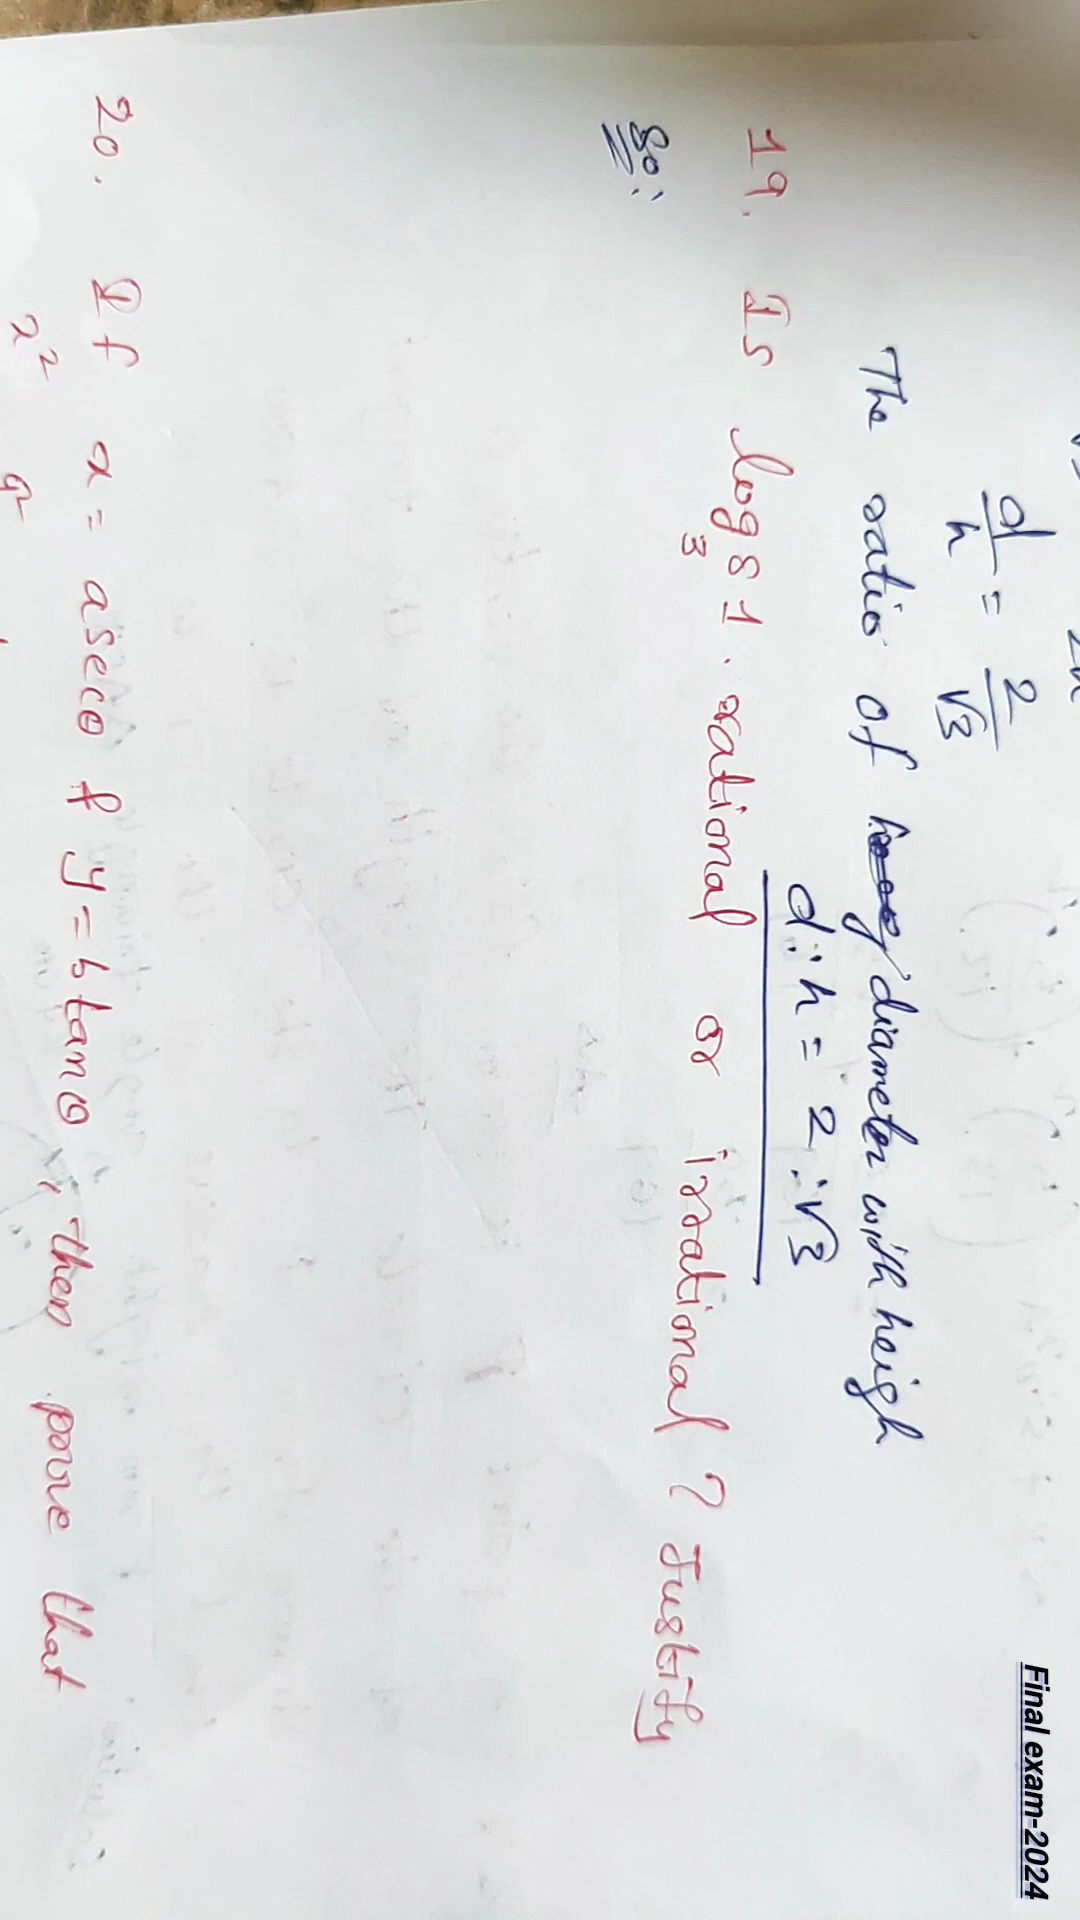 Final exam-2024
d/h = 2/√3
The ratio of diameter with heigh
d:h = 2:√3
19. Is log₃81 rational or irrational? Justify
So:
20. If x = a secθ & y = b tanθ, then prove that
x²